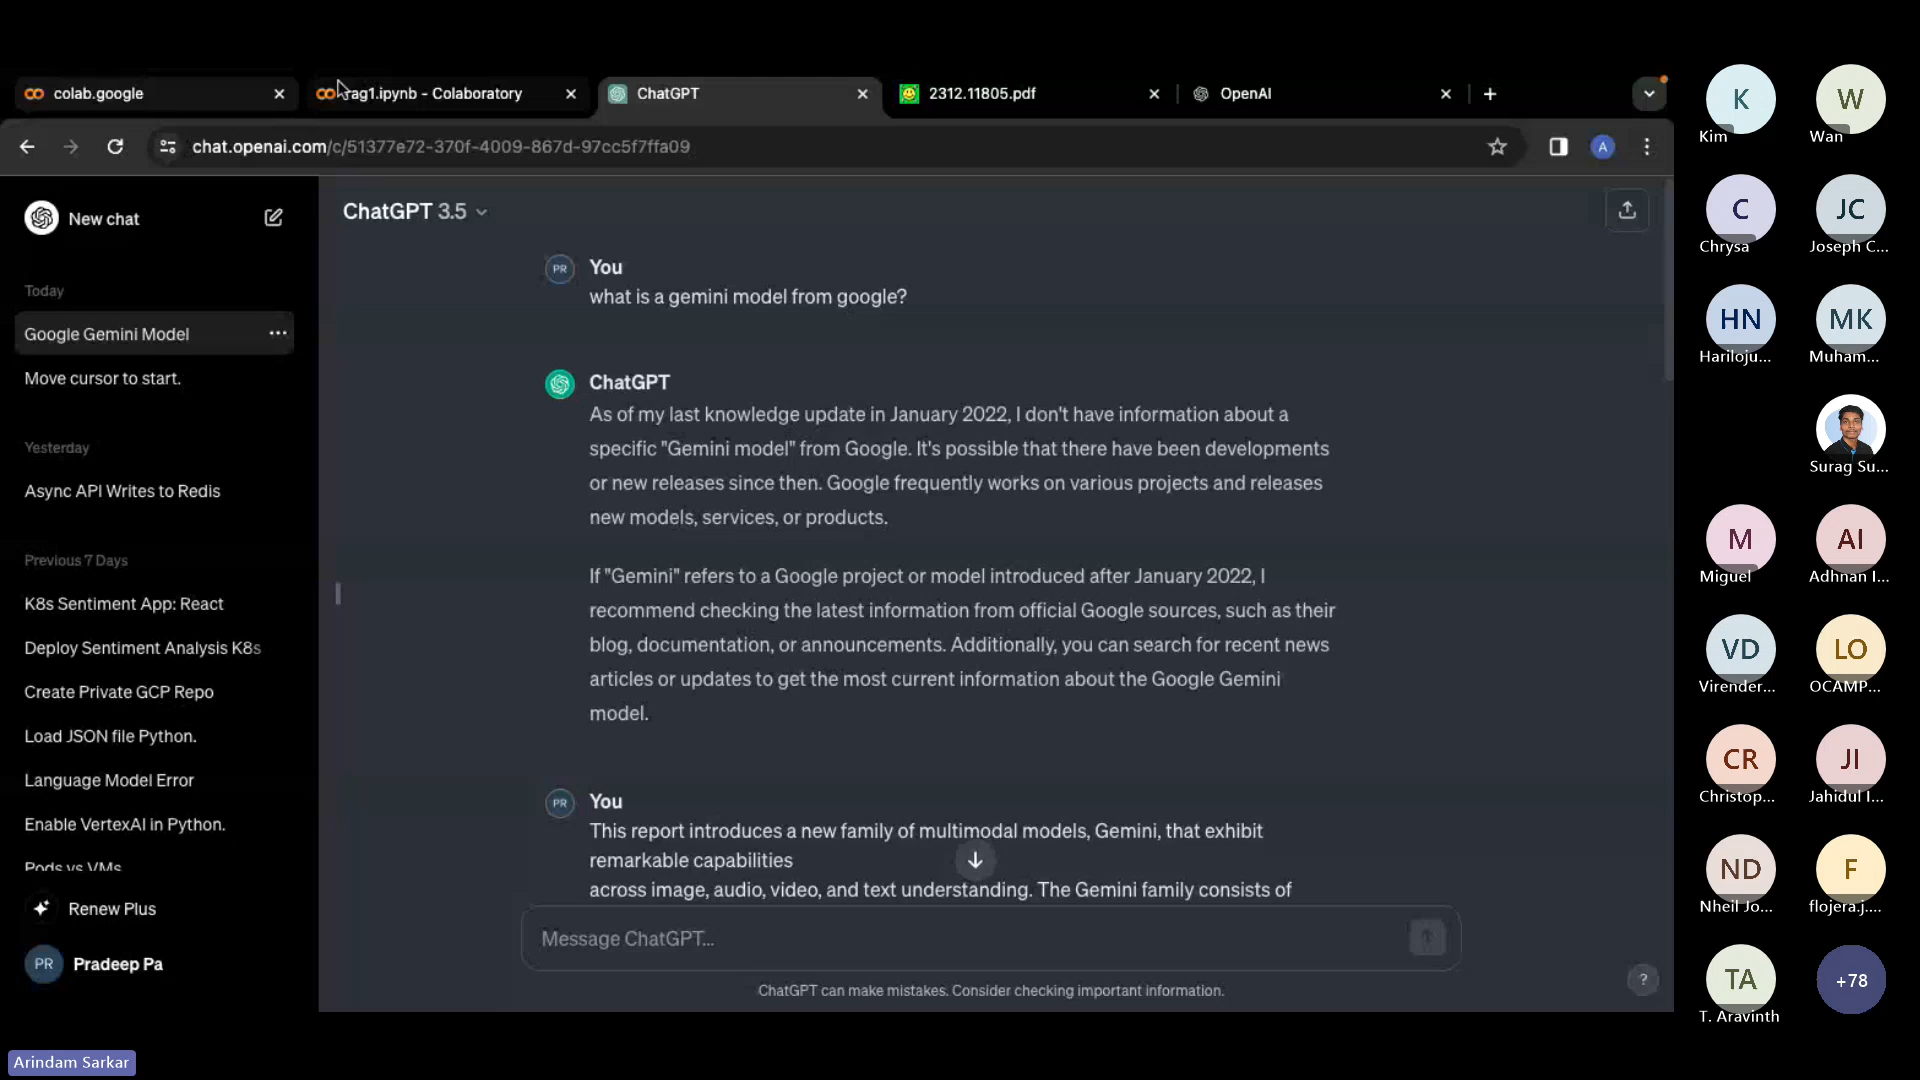 colab.google
rag1.ipynb - Colaboratory
ChatGPT
2312.11805.pdf
OpenAI
chat.openai.com/c/51377e72-370f-4009-867d-97cc5f7ffa09
A
New chat
Today
Google Gemini Model
Move cursor to start.
Yesterday
Async API Writes to Redis
Previous 7 Days
K8s Sentiment App: React
Deploy Sentiment Analysis K8s
Create Private GCP Repo
Load JSON file Python.
Language Model Error
Enable VertexAI in Python.
Pods vs VMs
Renew Plus
PR Pradeep Pa
ChatGPT 3.5
PR You
what is a gemini model from google?
ChatGPT
As of my last knowledge update in January 2022, I don't have information about a
specific "Gemini model" from Google. It's possible that there have been developments
or new releases since then. Google frequently works on various projects and releases
new models, services, or products.
If "Gemini" refers to a Google project or model introduced after January 2022, I
recommend checking the latest information from official Google sources, such as their
blog, documentation, or announcements. Additionally, you can search for recent news
articles or updates to get the most current information about the Google Gemini
model.
PR You
This report introduces a new family of multimodal models, Gemini, that exhibit
remarkable capabilities
across image, audio, video, and text understanding. The Gemini family consists of
Message ChatGPT...
ChatGPT can make mistakes. Consider checking important information.
?
K
Kim
W
Wan
C
Chrysa
JC
Joseph C...
HN
Hariloju...
MK
Muham...
Surag Su...
M
Miguel
AI
Adhnan I...
VD
Virender...
LO
OCAMP...
CR
Christop...
JI
Jahidul I...
ND
Nheil Jo...
F
flojera.j....
TA
T. Aravinth
+78
Arindam Sarkar